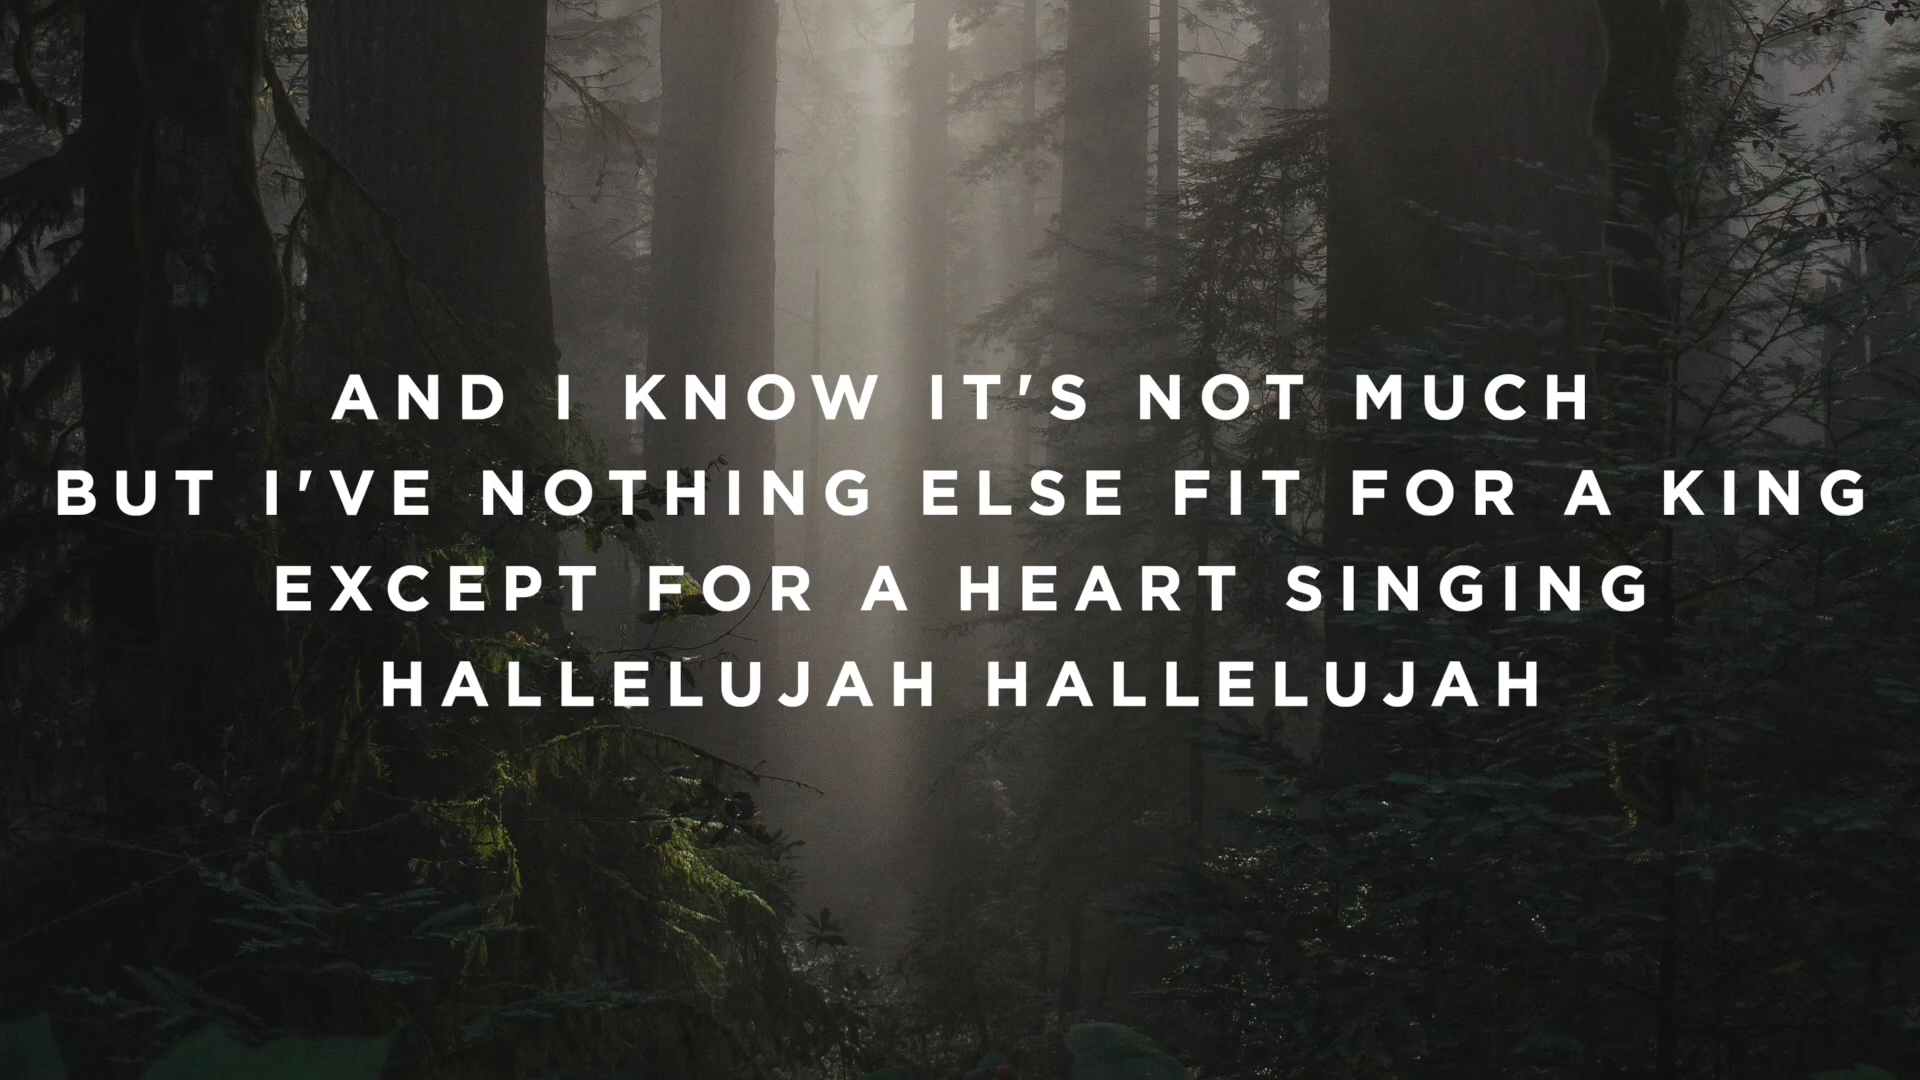 AND I KNOW IT'S NOT MUCH
BUT I'VE NOTHING ELSE FIT FOR A KING
EXCEPT FOR A HEART SINGING
HALLELUJAH HALLELUJAH